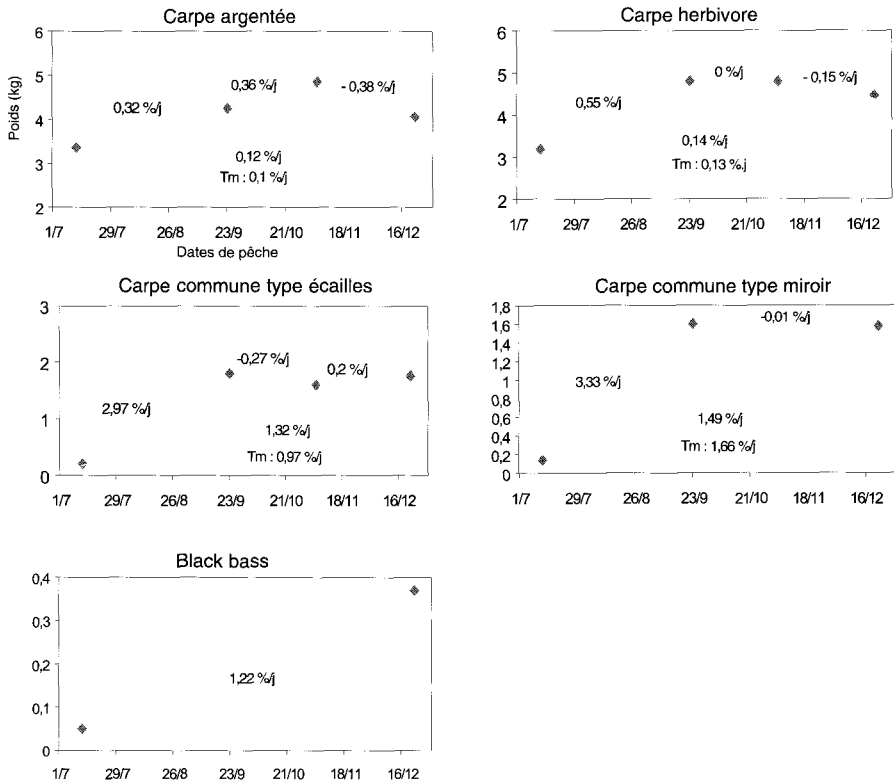 Carpe argentée
6
5
4
3
2
Poids (kg)
0,32 %/j
0,36 %/j
- 0,38 %/j
0,12 %/j
Tm : 0,1 %/j
1/7 29/7 26/8 23/9 21/10 18/11 16/12
Dates de pêche
Carpe herbivore
6
5
4
3
2
0,55 %/j
0 %/j
- 0,15 %/j
0,14 %/j
Tm : 0,13 %.j
1/7 29/7 26/8 23/9 21/10 18/11 16/12
Carpe commune type écailles
3
2
1
0
2,97 %/j
-0,27 %/j
0,2 %/j
1,32 %/j
Tm : 0,97 %/j
1/7 29/7 26/8 23/9 21/10 18/11 16/12
Carpe commune type miroir
1,8
1,6
1,4
1,2
1
0,8
0,6
0,4
0,2
0
3,33 %/j
-0,01 %/j
1,49 %/j
Tm : 1,66 %/j
1/7 29/7 26/8 23/9 21/10 18/11 16/12
Black bass
0,4
0,3
0,2
0,1
0
1,22 %/j
1/7 29/7 26/8 23/9 21/10 18/11 16/12